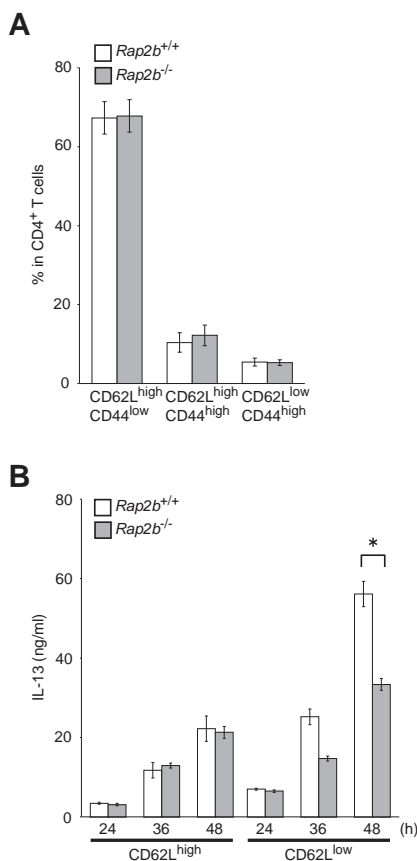 A
Rap2b+/+
Rap2b-/-
80
60
40
20
0
% in CD4+ T cells
CD62Lhigh CD62Lhigh CD62Llow
CD44low CD44high CD44high
B
Rap2b+/+
Rap2b-/-
80
60
40
20
0
IL-13 (ng/ml)
*
24 36 48 24 36 48 (h)
CD62Lhigh CD62Llow